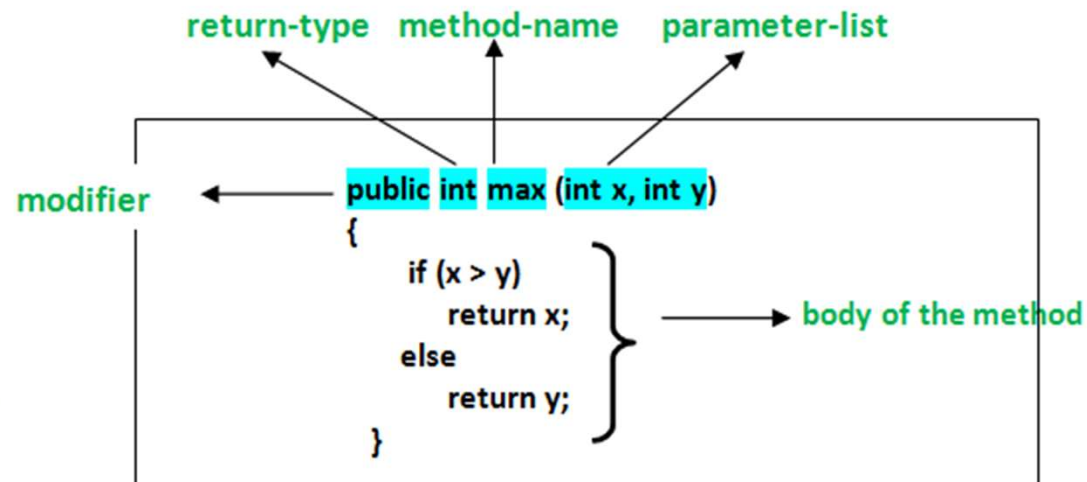 return-type method-name parameter-list
modifier
public int max (int x, int y)
{
if (x > y)
return x;
else
return y;
}
body of the method